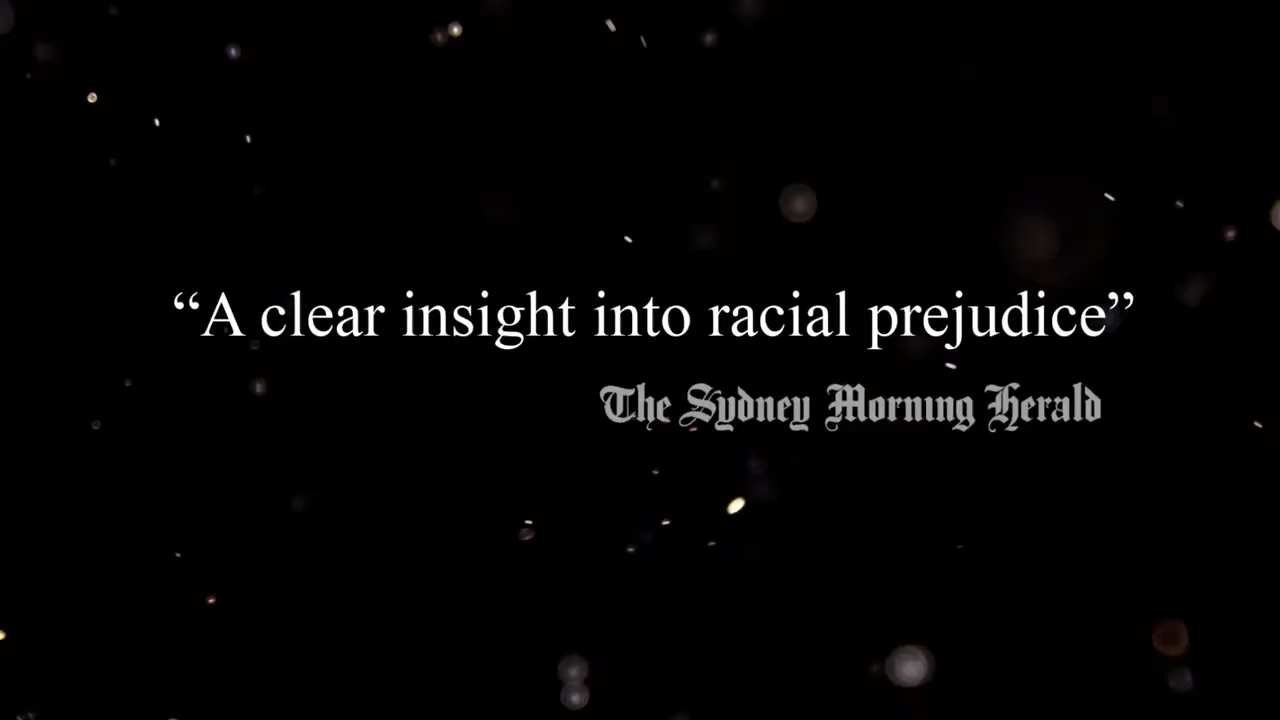 “A clear insight into racial prejudice”
The Sydney Morning Herald